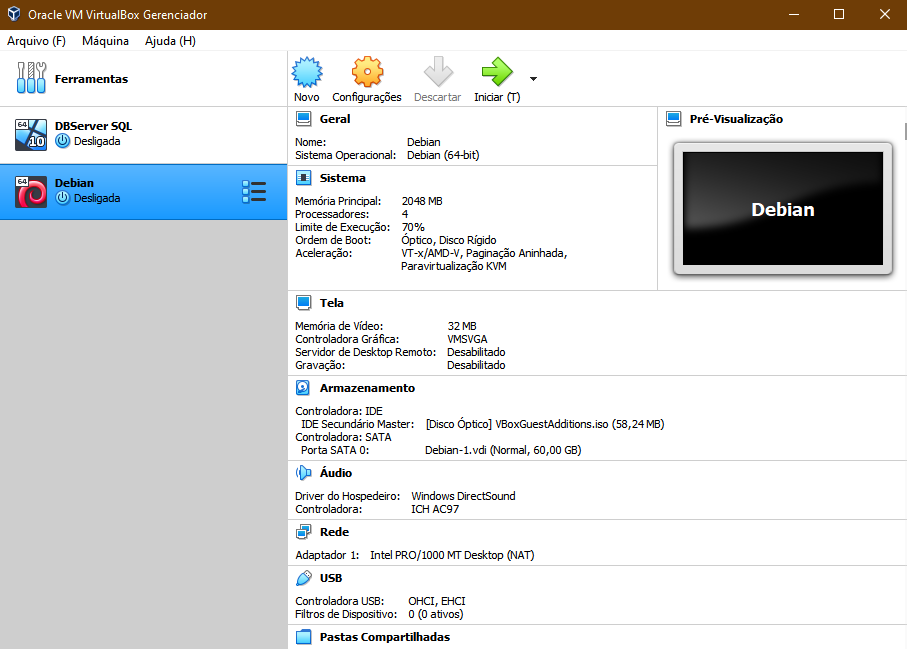 Oracle VM VirtualBox Gerenciador
Arquivo (F) Máquina Ajuda (H)
Ferramentas
64
10
DBServer SQL
Desligada
64
Debian
Desligada
Novo Configurações Descartar Iniciar (T)
Geral
Nome: Debian
Sistema Operacional: Debian (64-bit)
Sistema
Memória Principal: 2048 MB
Processadores: 4
Limite de Execução: 70%
Ordem de Boot: Óptico, Disco Rígido
Aceleração: VT-x/AMD-V, Paginação Aninhada,
Paravirtualização KVM
Pré-Visualização
Debian
Tela
Memória de Vídeo: 32 MB
Controladora Gráfica: VMSVGA
Servidor de Desktop Remoto: Desabilitado
Gravação: Desabilitado
Armazenamento
Controladora: IDE
IDE Secundário Master: [Disco Óptico] VBoxGuestAdditions.iso (58,24 MB)
Controladora: SATA
Porta SATA 0: Debian-1.vdi (Normal, 60,00 GB)
Áudio
Driver do Hospedeiro: Windows DirectSound
Controladora: ICH AC97
Rede
Adaptador 1: Intel PRO/1000 MT Desktop (NAT)
USB
Controladora USB: OHCI, EHCI
Filtros de Dispositivo: 0 (0 ativos)
Pastas Compartilhadas